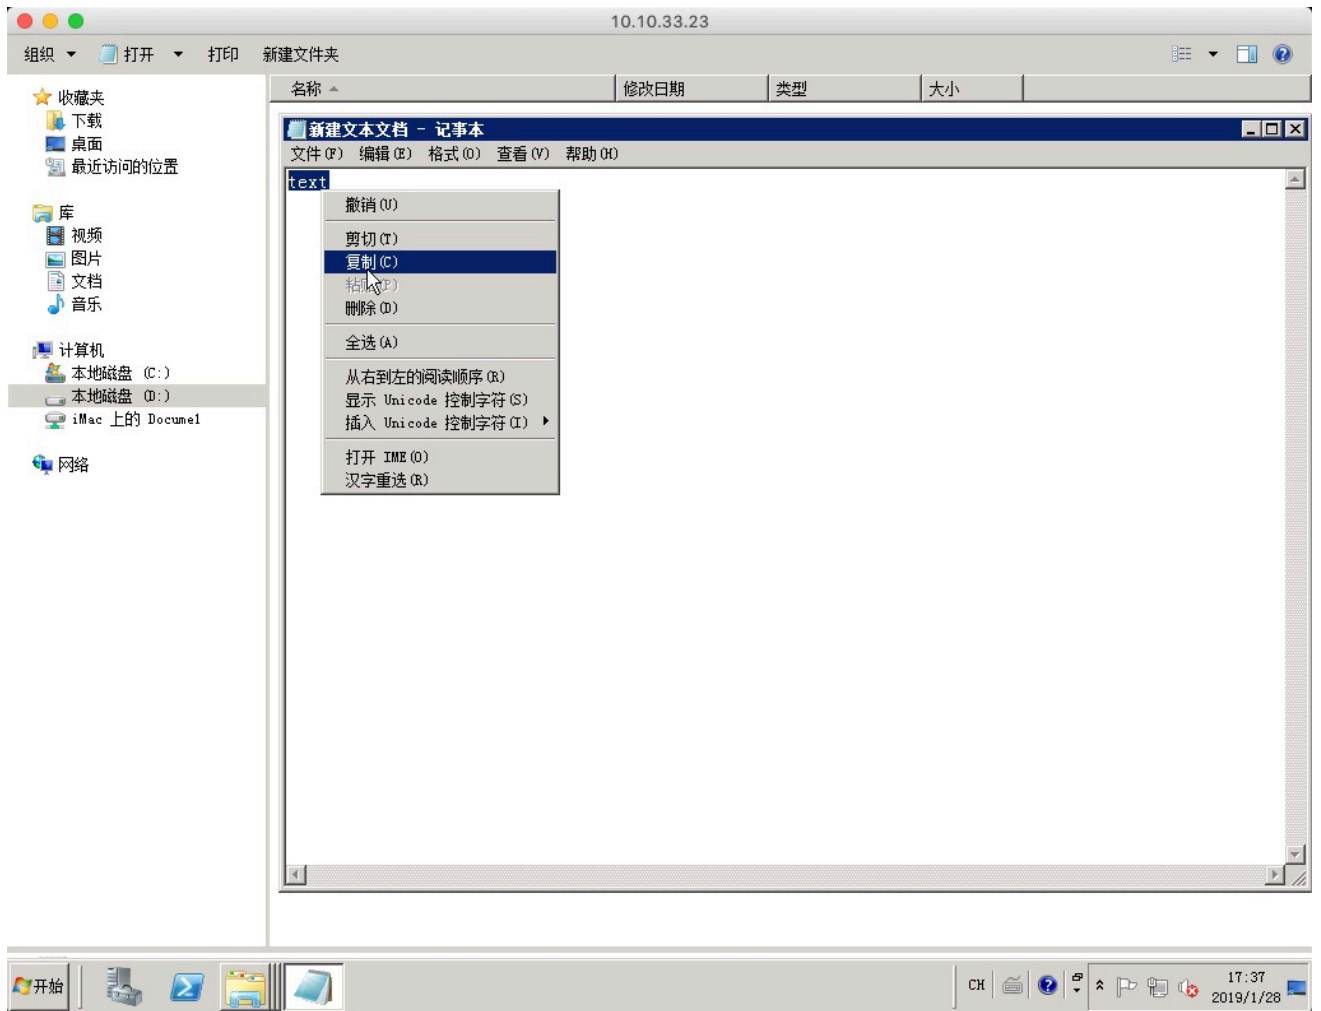 10.10.33.23
组织 打开 打印 新建文件夹
名称 修改日期 类型 大小
收藏夹
下载
桌面
最近访问的位置
库
视频
图片
文档
音乐
计算机
本地磁盘 (C:)
本地磁盘 (D:)
iMac 上的 Docume1
网络
新建文本文档 - 记事本
文件(F) 编辑(E) 格式(O) 查看(V) 帮助(H)
text
撤销(U)
剪切(T)
复制(C)
粘贴(P)
删除(D)
全选(A)
从右到左的阅读顺序(R)
显示 Unicode 控制字符(S)
插入 Unicode 控制字符(I)
打开 IME(O)
汉字重选(R)
开始
CH
17:37
2019/1/28